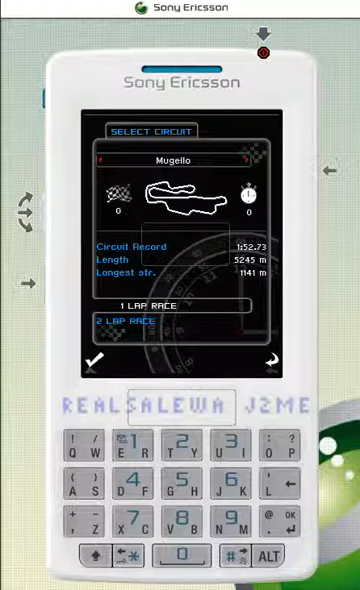 Sony Ericsson
Sony Ericsson
SELECT CIRCUIT
Mugello
0 0
Circuit Record 1:52.73
Length 5245 m
Longest str. 1141 m
1 LAP RACE
2 LAP RACE
REALSALEWA J2ME
! / 1 2 3 : ?
Q W E R T Y U I O P
( ) 4 5 6 '
A S D F G H J K L ←
+ - 7 8 9 @ OK
, Z X C V B N M . ↵
* 0 # ALT